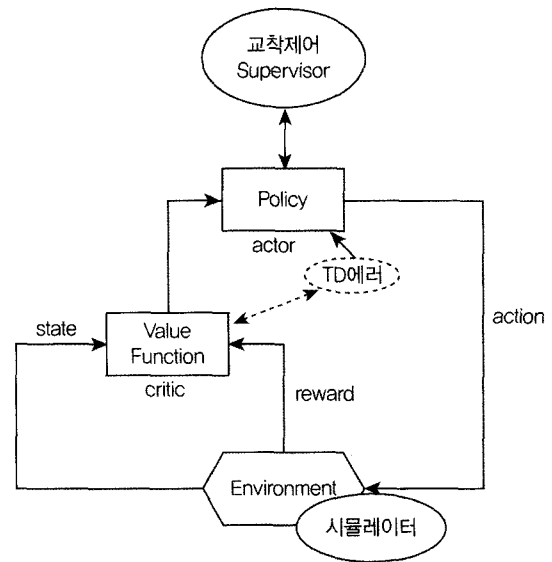 교착제어
Supervisor
Policy
actor
TD에러
state
Value
Function
critic
action
reward
Environment
시뮬레이터